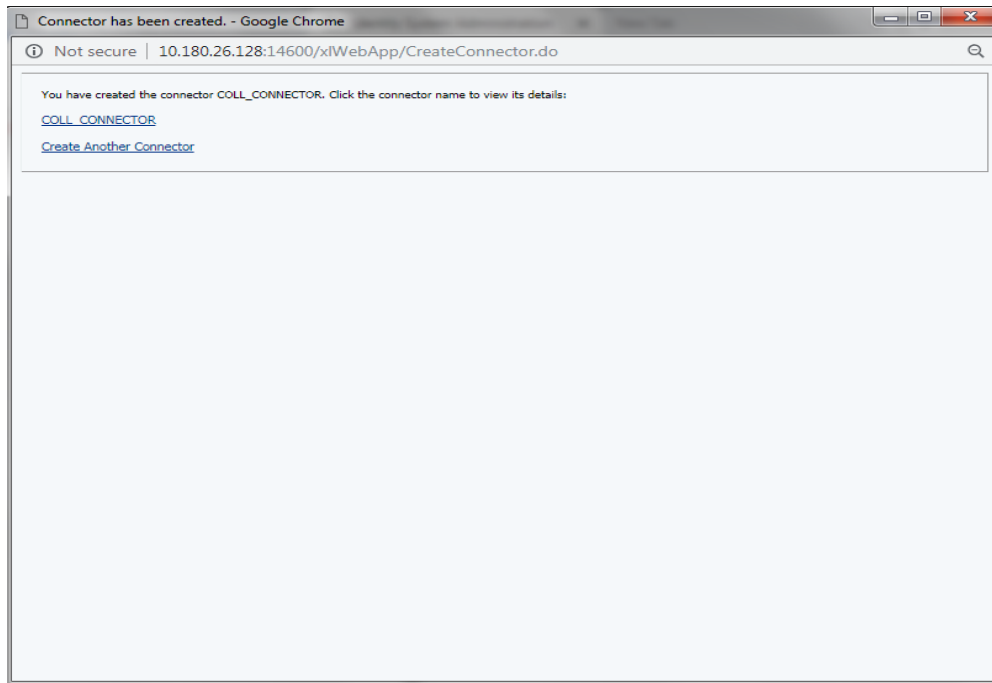 Connector has been created. - Google Chrome
Not secure | 10.180.26.128:14600/xlWebApp/CreateConnector.do
You have created the connector COLL_CONNECTOR. Click the connector name to view its details:
COLL_CONNECTOR
Create Another Connector